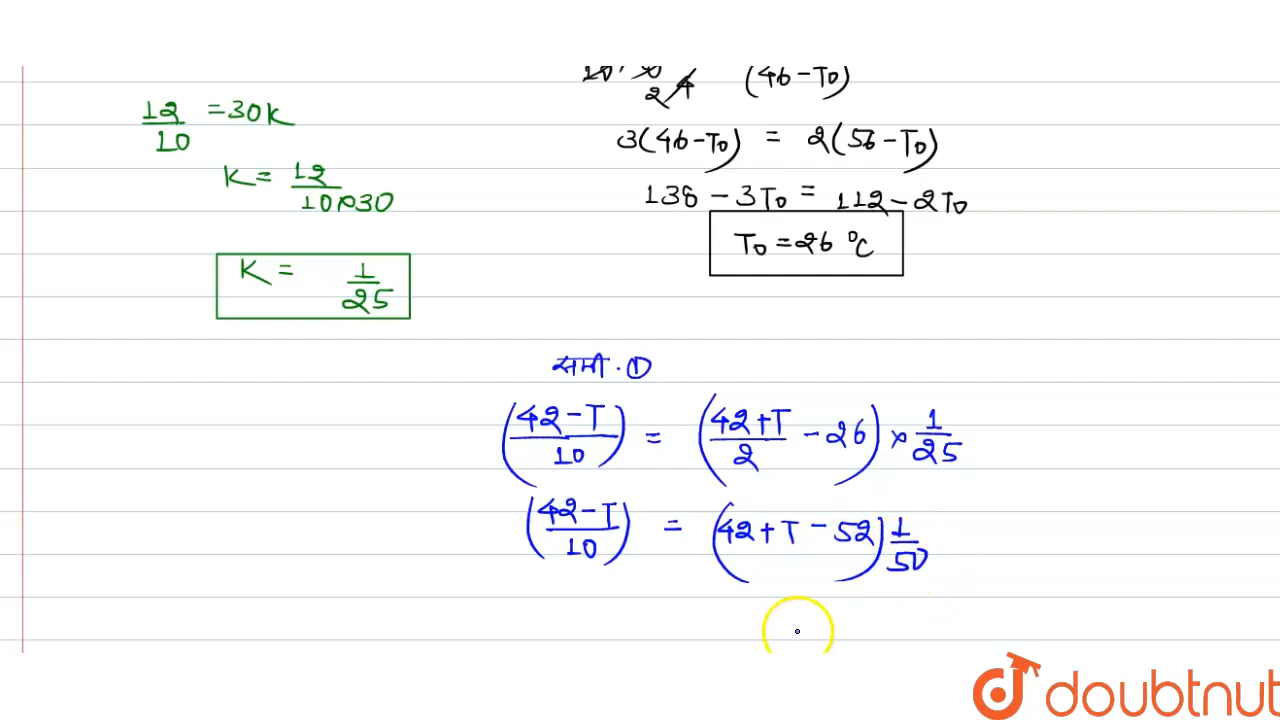 12/10 = 30K
K = 12/10×30
K = 1/25
2 4 (46-T0)
3(46-T0) = 2(56-T0)
138 - 3T0 = 112 - 2T0
T0 = 26 °C
समी. ①
(42-T/10) = (42+T/2 - 26) × 1/25
(42-T/10) = (42+T-52) 1/50
doubtnut